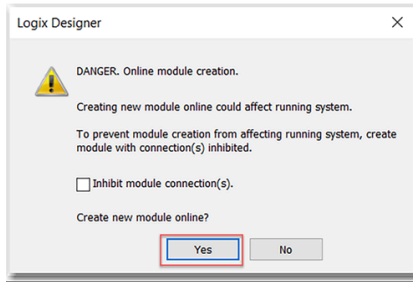 Logix Designer
DANGER. Online module creation.
Creating new module online could affect running system.
To prevent module creation from affecting running system, create
module with connection(s) inhibited.
Inhibit module connection(s).
Create new module online?
Yes No